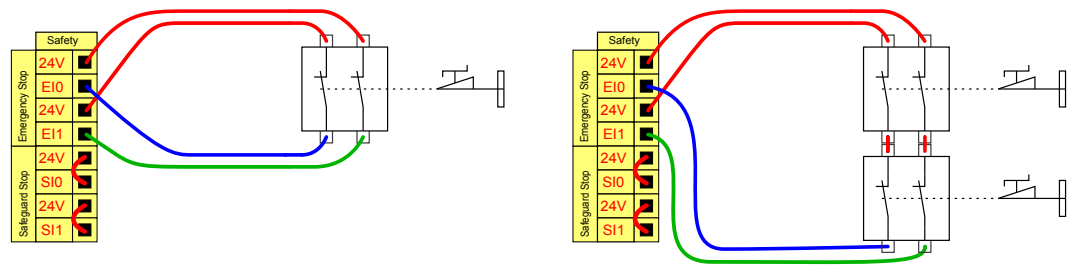 Safety
Emergency Stop
24V
EI0
24V
EI1
Safeguard Stop
24V
SI0
24V
SI1
Safety
Emergency Stop
24V
EI0
24V
EI1
Safeguard Stop
24V
SI0
24V
SI1